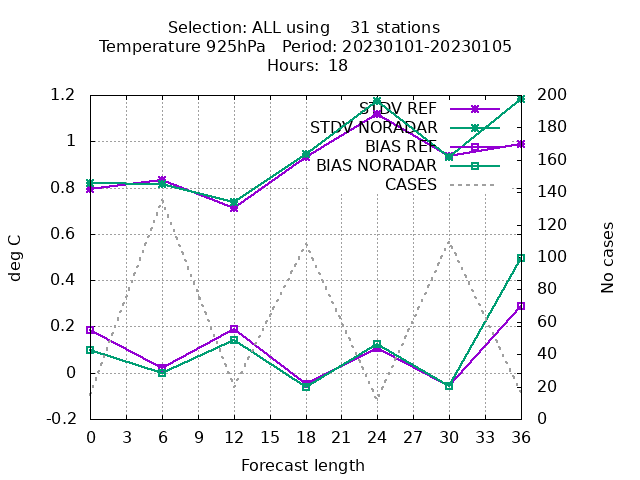 Selection: ALL using    31 stations
Temperature 925hPa   Period: 20230101-20230105
Hours: 18
1.2
1
0.8
0.6
0.4
0.2
0
-0.2
deg C
STDV REF
STDV NORADAR
BIAS REF
BIAS NORADAR
CASES
200
180
160
140
120
100
80
60
40
20
0
No cases
0 3 6 9 12 15 18 21 24 27 30 33 36
Forecast length